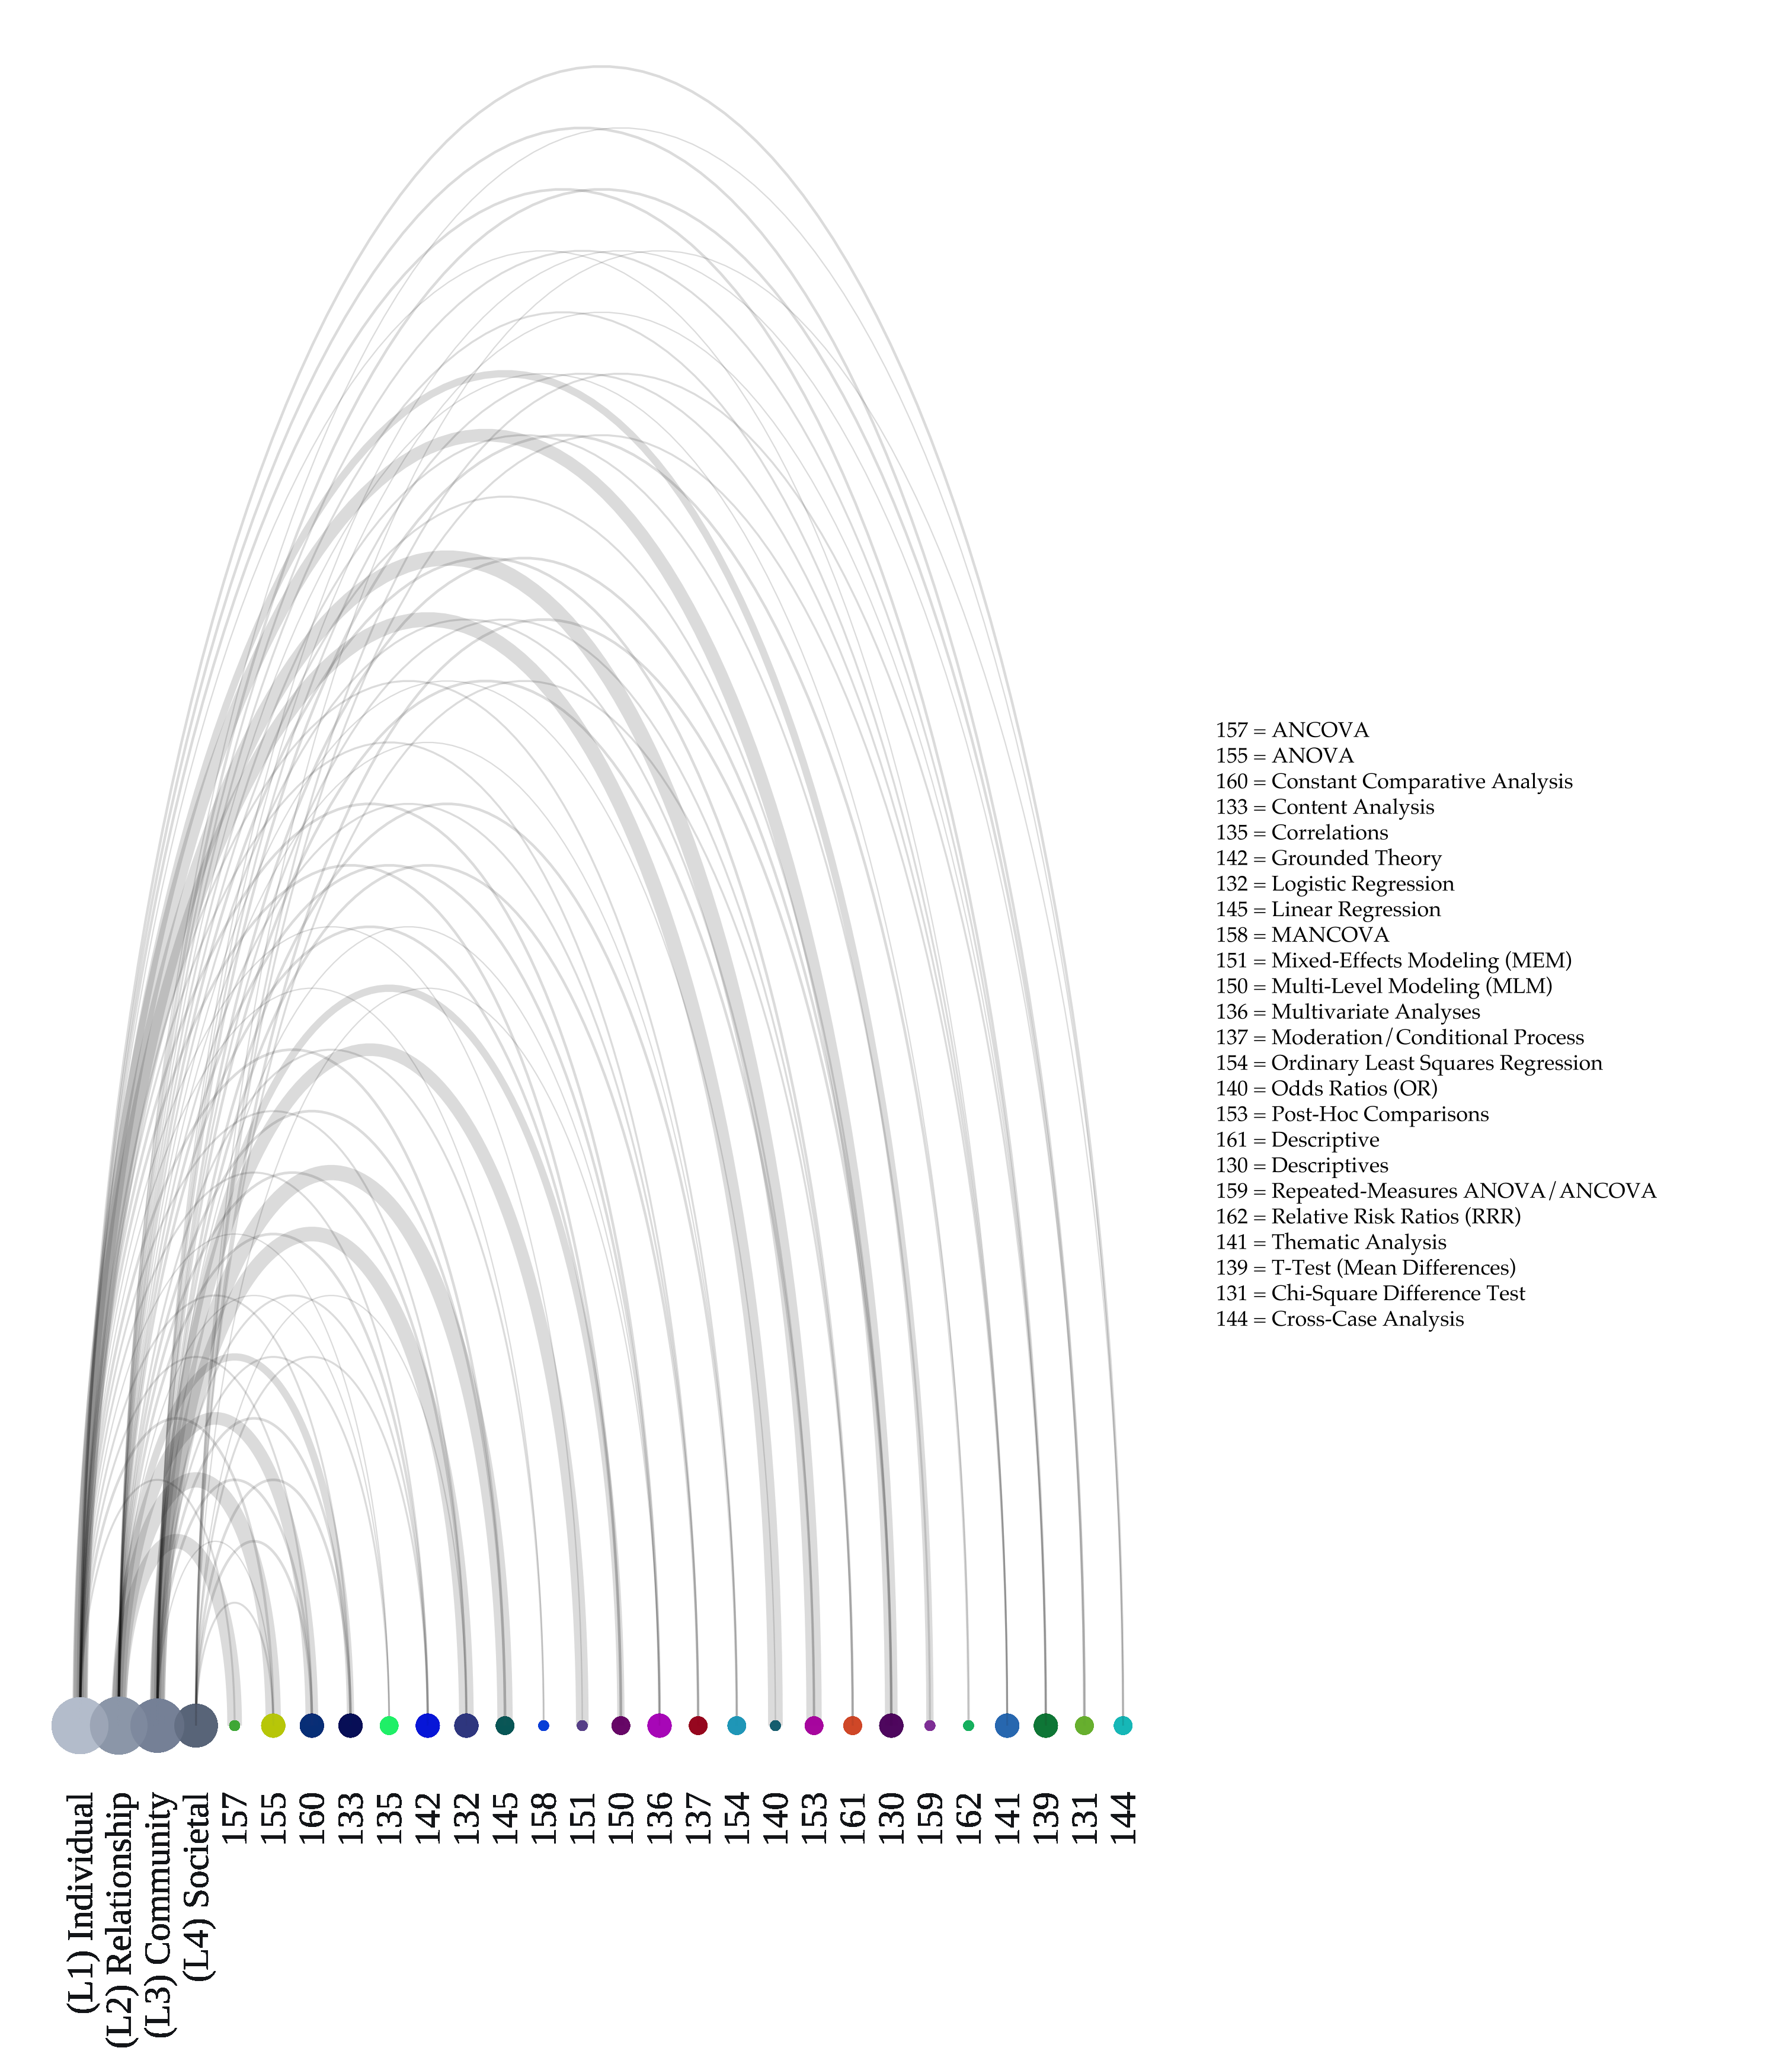 157 = ANCOVA
155 = ANOVA
160 = Constant Comparative Analysis
133 = Content Analysis
135 = Correlations
142 = Grounded Theory
132 = Logistic Regression
145 = Linear Regression
158 = MANCOVA
151 = Mixed-Effects Modeling (MEM)
150 = Multi-Level Modeling (MLM)
136 = Multivariate Analyses
137 = Moderation/Conditional Process
154 = Ordinary Least Squares Regression
140 = Odds Ratios (OR)
153 = Post-Hoc Comparisons
161 = Descriptive
130 = Descriptives
159 = Repeated-Measures ANOVA/ANCOVA
162 = Relative Risk Ratios (RRR)
141 = Thematic Analysis
139 = T-Test (Mean Differences)
131 = Chi-Square Difference Test
144 = Cross-Case Analysis
(L1) Individual
(L2) Relationship
(L3) Community
(L4) Societal
157
155
160
133
135
142
132
145
158
151
150
136
137
154
140
153
161
130
159
162
141
139
131
144